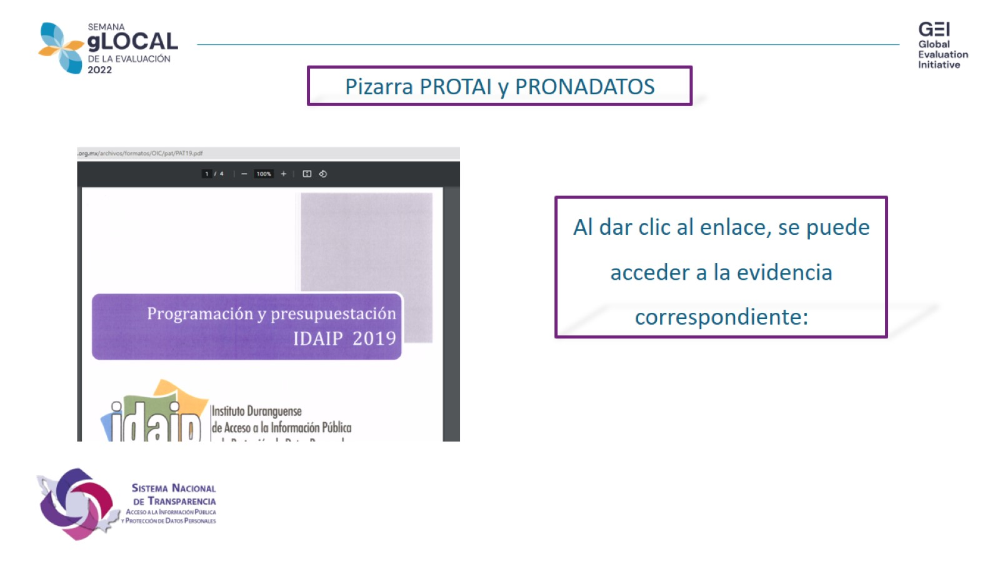 SEMANA
gLOCAL
DE LA EVALUACIÓN
2022
GEI
Global
Evaluation
Initiative
Pizarra PROTAI y PRONADATOS
.org.mx/archivos/formatos/OIC/pat/PAT19.pdf
1 / 4 | − 100% + |
Programación y presupuestación
IDAIP 2019
idaip
Instituto Duranguense
de Acceso a la Información Pública
Al dar clic al enlace, se puede
acceder a la evidencia
correspondiente:
SISTEMA NACIONAL
DE TRANSPARENCIA
ACCESO A LA INFORMACIÓN PÚBLICA
Y PROTECCIÓN DE DATOS PERSONALES